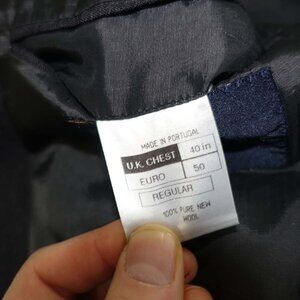 MADE IN PORTUGAL
U.K. CHEST 40 in
EURO 50
REGULAR
100% PURE NEW
WOOL